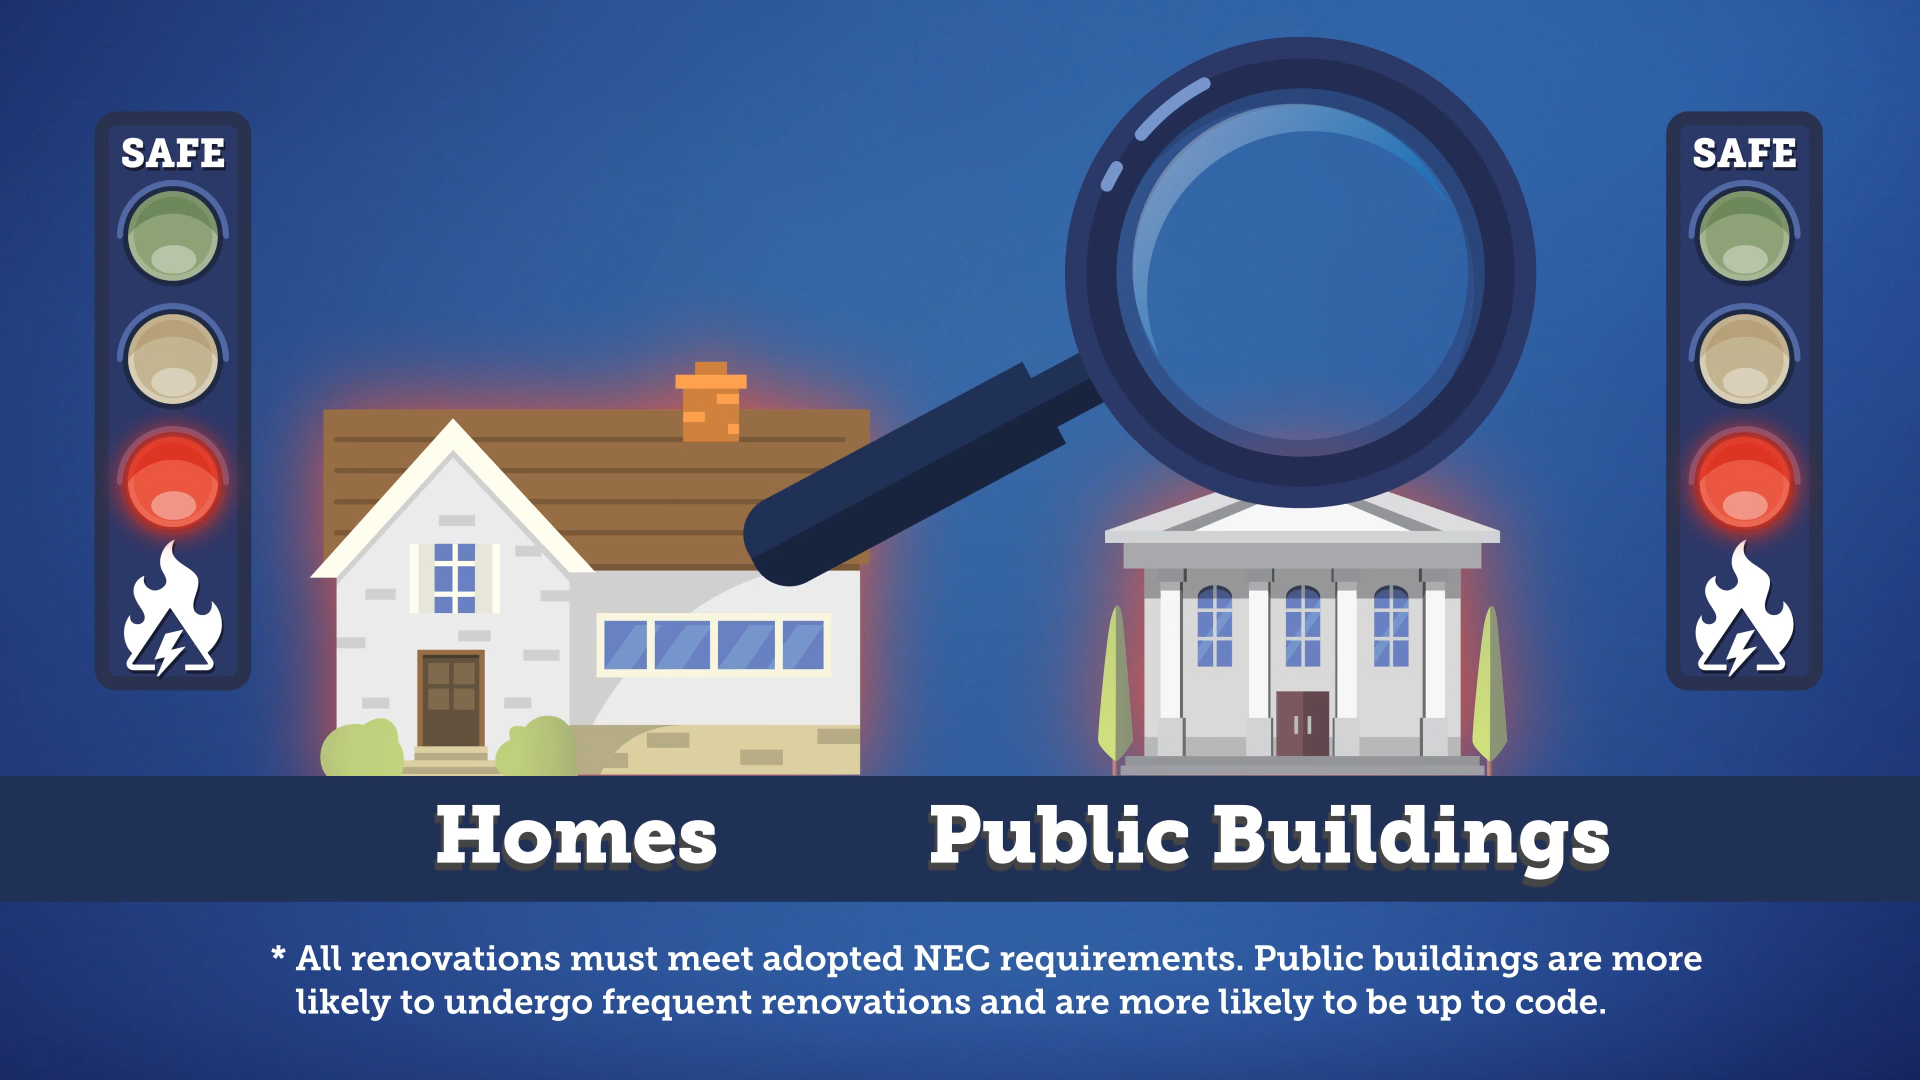 SAFE
SAFE
Homes
Public Buildings
* All renovations must meet adopted NEC requirements. Public buildings are more
likely to undergo frequent renovations and are more likely to be up to code.